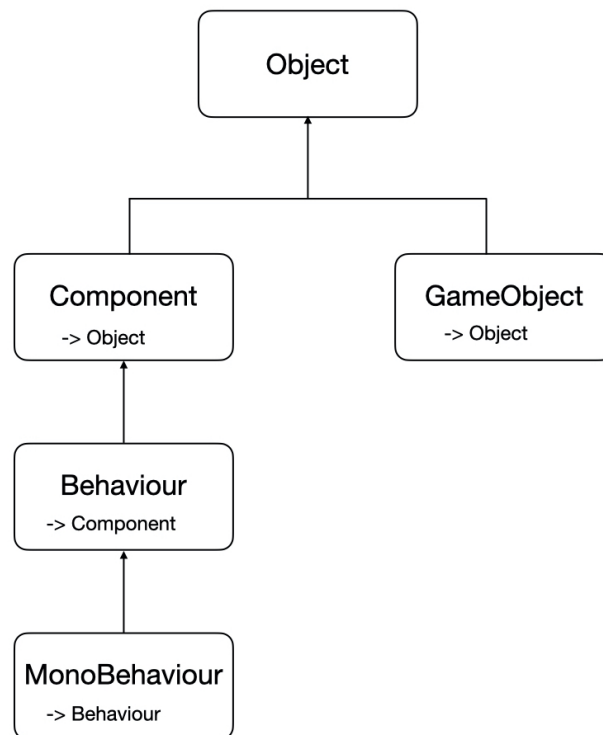 Object
Component
-> Object
GameObject
-> Object
Behaviour
-> Component
MonoBehaviour
-> Behaviour